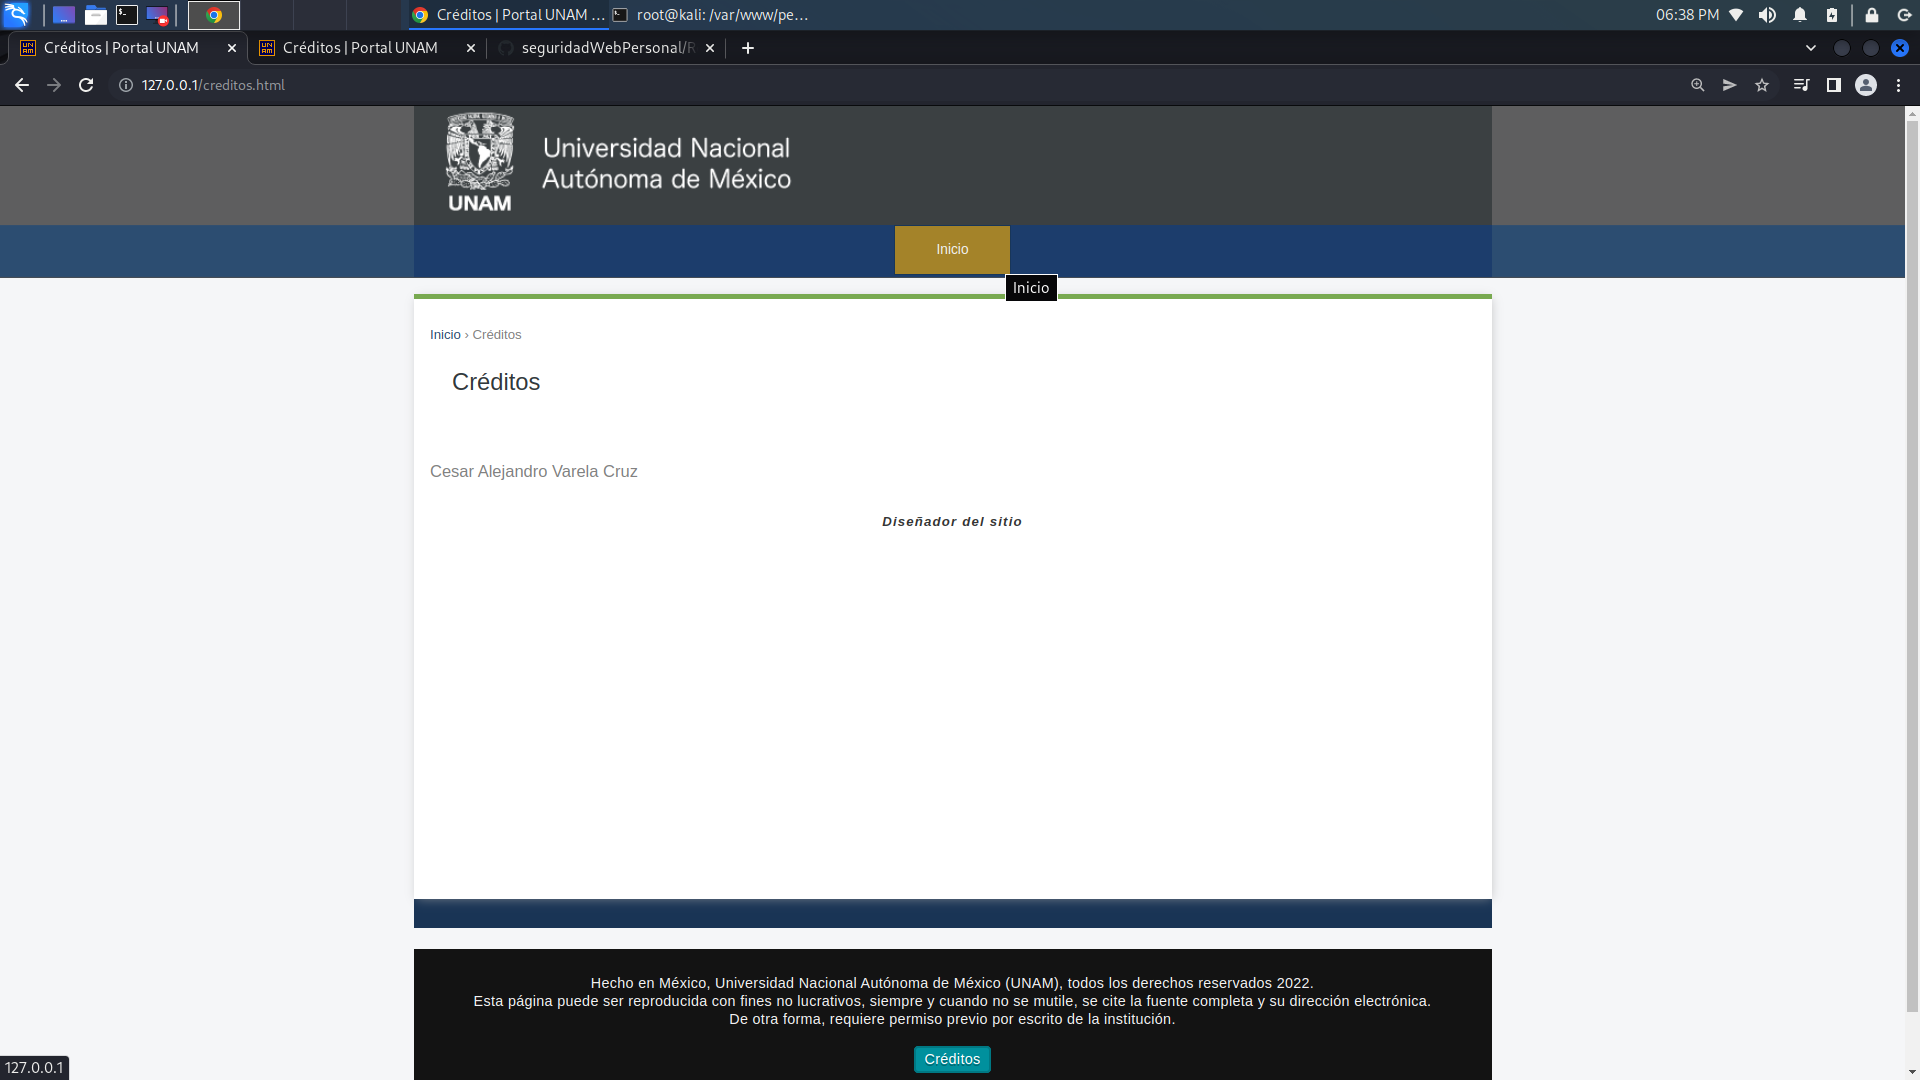 Créditos | Portal UNAM ...
root@kali: /var/www/pe...
06:38 PM
Créditos | Portal UNAM
Créditos | Portal UNAM
seguridadWebPersonal/R
127.0.0.1/creditos.html
UNAM
Universidad Nacional
Autónoma de México
Inicio
Inicio
Inicio › Créditos
Créditos
Cesar Alejandro Varela Cruz
Diseñador del sitio
Hecho en México, Universidad Nacional Autónoma de México (UNAM), todos los derechos reservados 2022.
Esta página puede ser reproducida con fines no lucrativos, siempre y cuando no se mutile, se cite la fuente completa y su dirección electrónica.
De otra forma, requiere permiso previo por escrito de la institución.
Créditos
127.0.0.1